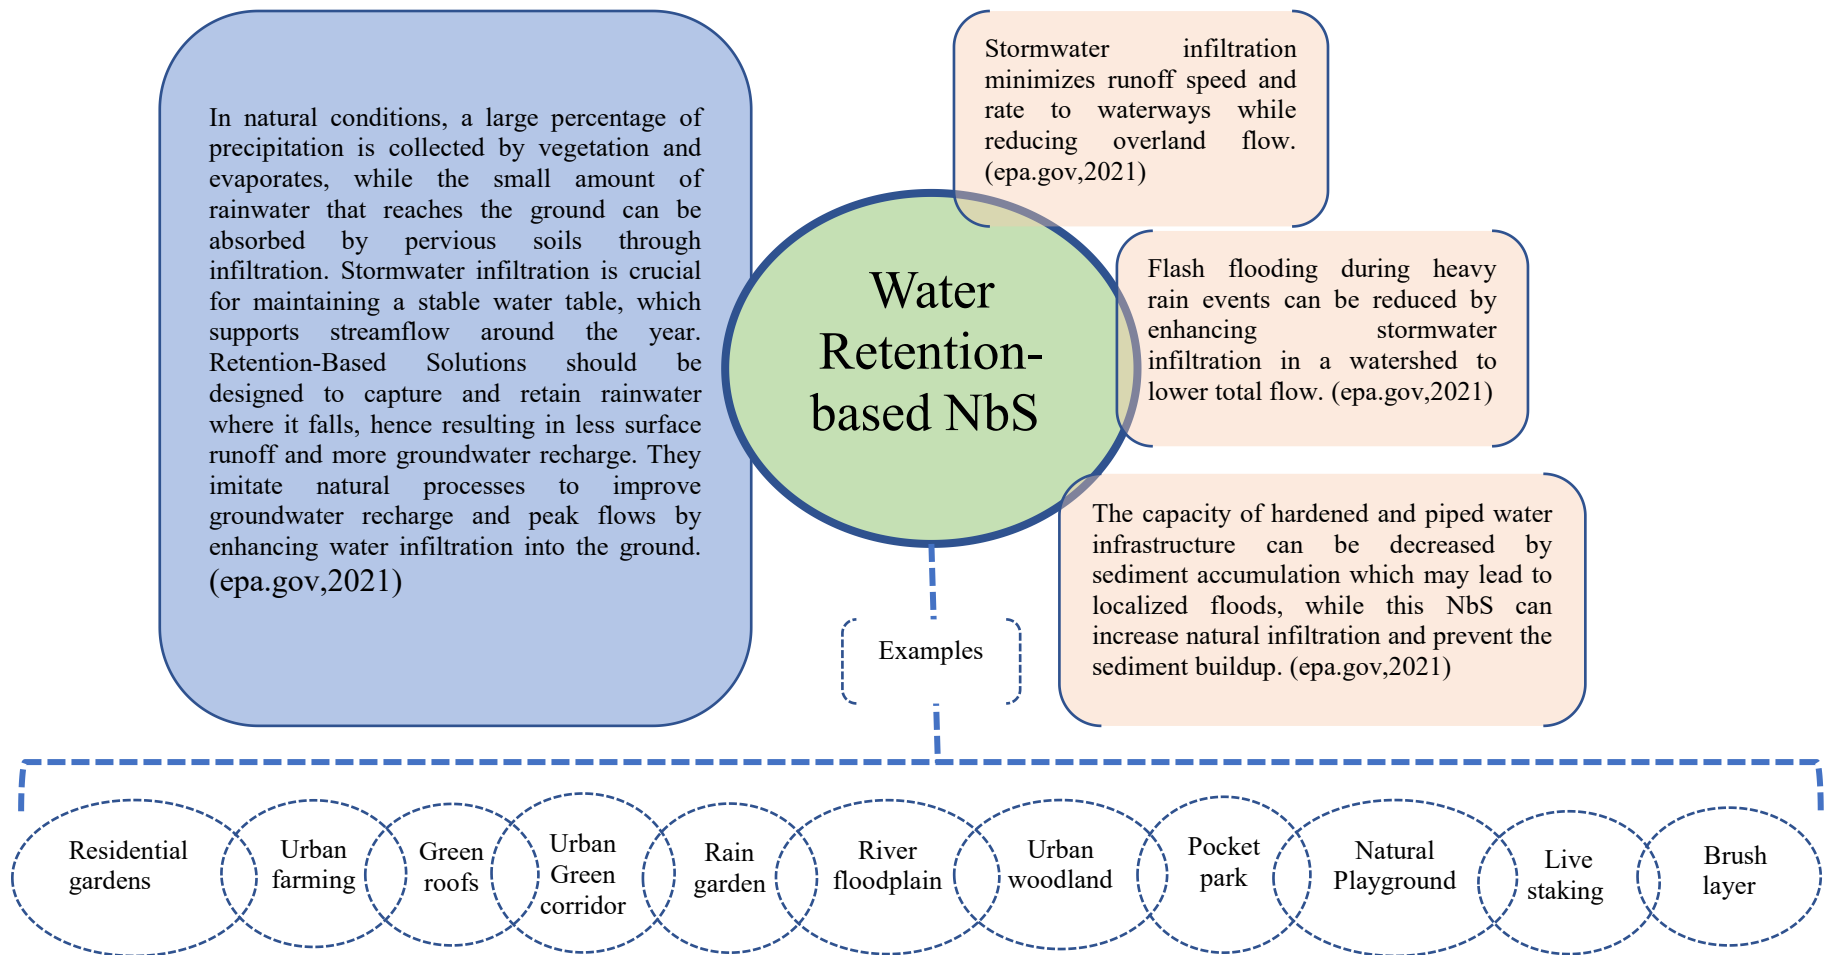 In natural conditions, a large percentage of
precipitation is collected by vegetation and
evaporates, while the small amount of
rainwater that reaches the ground can be
absorbed by pervious soils through
infiltration. Stormwater infiltration is crucial
for maintaining a stable water table, which
supports streamflow around the year.
Retention-Based Solutions should be
designed to capture and retain rainwater
where it falls, hence resulting in less surface
runoff and more groundwater recharge. They
imitate natural processes to improve
groundwater recharge and peak flows by
enhancing water infiltration into the ground.
(epa.gov,2021)
Water
Retention-
based NbS
Stormwater infiltration
minimizes runoff speed and
rate to waterways while
reducing overland flow.
(epa.gov,2021)
Flash flooding during heavy
rain events can be reduced by
enhancing stormwater
infiltration in a watershed to
lower total flow. (epa.gov,2021)
The capacity of hardened and piped water
infrastructure can be decreased by
sediment accumulation which may lead to
localized floods, while this NbS can
increase natural infiltration and prevent the
sediment buildup. (epa.gov,2021)
Examples
Residential
gardens
Urban
farming
Green
roofs
Urban
Green
corridor
Rain
garden
River
floodplain
Urban
woodland
Pocket
park
Natural
Playground
Live
staking
Brush
layer